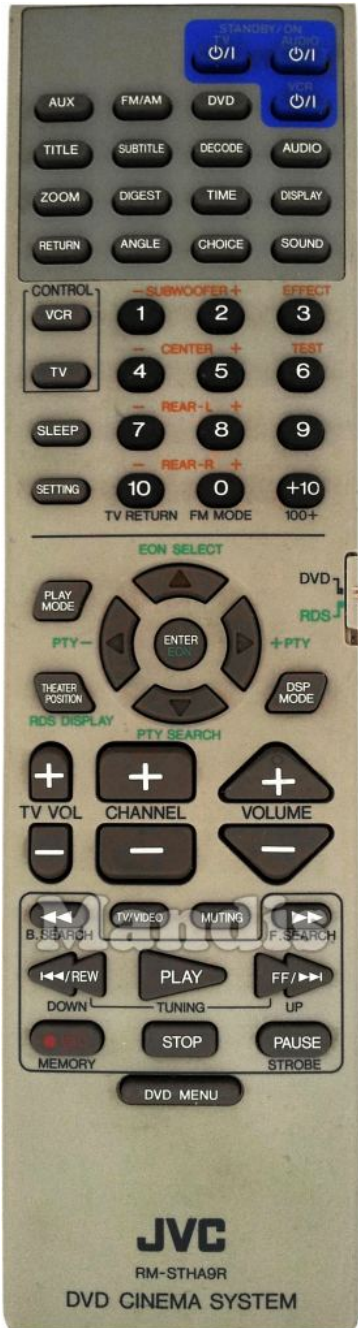 STANDBY/ON
TV AUDIO
⏻/I ⏻/I
VCR
AUX FM/AM DVD ⏻/I
TITLE SUBTITLE DECODE AUDIO
ZOOM DIGEST TIME DISPLAY
RETURN ANGLE CHOICE SOUND
CONTROL - SUBWOOFER + EFFECT
VCR 1 2 3
- CENTER + TEST
TV 4 5 6
- REAR-L +
SLEEP 7 8 9
- REAR-R +
SETTING 10 0 +10
TV RETURN FM MODE 100+
EON SELECT
DVD
PLAY MODE
RDS
PTY - ENTER + PTY
EON
THEATER POSITION DSP MODE
RDS DISPLAY
PTY SEARCH
+ + +
TV VOL CHANNEL VOLUME
- - -
◀◀ TV/VIDEO MUTING ▶▶
B.SEARCH Mandis F.SEARCH
I◀◀/REW PLAY FF/▶▶I
DOWN TUNING UP
STOP PAUSE
MEMORY STROBE
DVD MENU
JVC
RM-STHA9R
DVD CINEMA SYSTEM